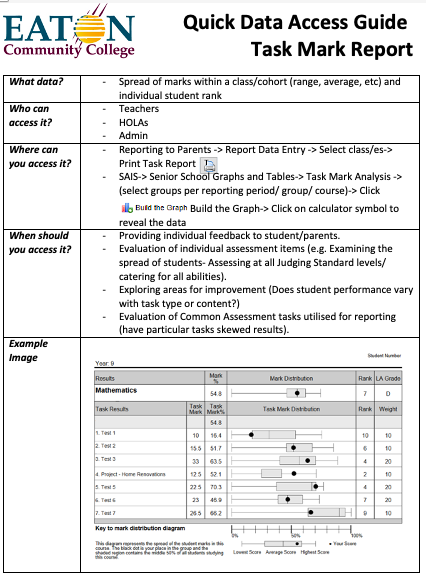 EATON
Community College
Quick Data Access Guide
Task Mark Report
What data?
- Spread of marks within a class/cohort (range, average, etc) and
individual student rank
Who can
access it?
- Teachers
- HOLAs
- Admin
Where can
you access it?
- Reporting to Parents -> Report Data Entry -> Select class/es->
Print Task Report
- SAIS-> Senior School Graphs and Tables-> Task Mark Analysis ->
(select groups per reporting period/ group/ course)-> Click
Build the Graph Build the Graph-> Click on calculator symbol to
reveal the data
When should
you access it?
- Providing individual feedback to student/parents.
- Evaluation of individual assessment items (e.g. Examining the
spread of students- Assessing at all Judging Standard levels/
catering for all abilities).
- Exploring areas for improvement (Does student performance vary
with task type or content?)
- Evaluation of Common Assessment tasks utilised for reporting
(have particular tasks skewed results).
Example
Image
Student Number
Year: 9
Results Mark % Mark Distribution Rank LA Grade
Mathematics 54.8 7 D
Task Results Task Mark Task Mark% Task Mark Distribution Rank Weight
54.8
1. Test 1 10 15.4 10 10
2. Test 2 15.5 51.7 6 10
3. Test 3 33 63.5 4 20
4. Project - Home Renovations 12.5 52.1 2 10
5. Test 5 22.5 70.3 4 20
6. Test 6 23 46.9 7 20
7. Test 7 26.5 66.2 9 10
Key to mark distribution diagram
0% 50% 100%
This diagram represents the spread of the student marks in this
course. The black dot is your place in the group and the
shaded region contains the middle 50% of all students studying
this course.
Your Score
Lowest Score Average Score Highest Score